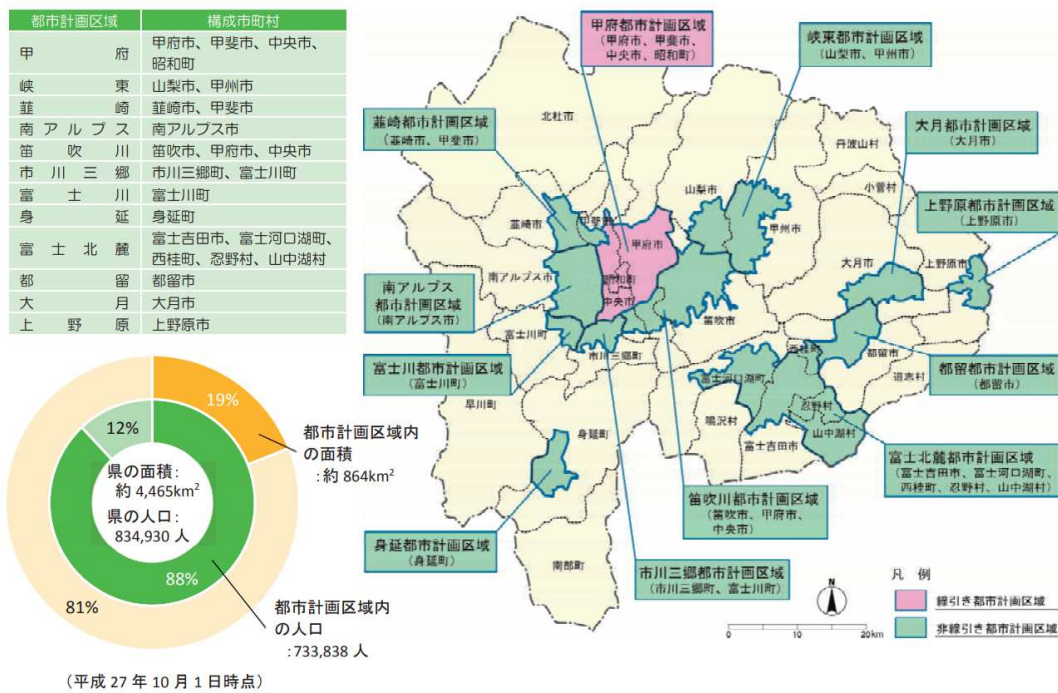 都市計画区域 構成市町村
甲府 甲府市、甲斐市、中央市、
昭和町
峡東 山梨市、甲州市
韮崎 韮崎市、甲斐市
南アルプス 南アルプス市
笛吹川 笛吹市、甲府市、中央市
市川三郷 市川三郷町、富士川町
富士川 富士川町
身延 身延町
富士北麓 富士吉田市、富士河口湖町、
西桂町、忍野村、山中湖村
都留 都留市
大月 大月市
上野原 上野原市
19%
12%
88%
81%
県の面積：
約 4,465km²
県の人口：
834,930 人
都市計画区域内
の面積
：約 864km²
都市計画区域内
の人口
：733,838 人
（平成 27 年 10 月 1 日時点）
甲府都市計画区域
（甲府市、甲斐市、
中央市、昭和町）
峡東都市計画区域
（山梨市、甲州市）
韮崎都市計画区域
（韮崎市、甲斐市）
大月都市計画区域
（大月市）
上野原都市計画区域
（上野原市）
南アルプス
都市計画区域
（南アルプス市）
富士川都市計画区域
（富士川町）
都留都市計画区域
（都留市）
富士北麓都市計画区域
（富士吉田市、富士河口湖町、
西桂町、忍野村、山中湖村）
笛吹川都市計画区域
（笛吹市、甲府市、
中央市）
身延都市計画区域
（身延町）
市川三郷都市計画区域
（市川三郷町、富士川町）
北杜市
丹波山村
小菅村
山梨市
甲州市
韮崎市
甲斐市
甲府市
大月市
上野原市
南アルプス市
昭和町
中央市
笛吹市
富士川町
市川三郷町
西桂町
都留市
道志村
富士河口湖町
早川町
鳴沢村
忍野村
身延町
山中湖村
富士吉田市
南部町
凡 例
線引き都市計画区域
非線引き都市計画区域
N
0 10 20km